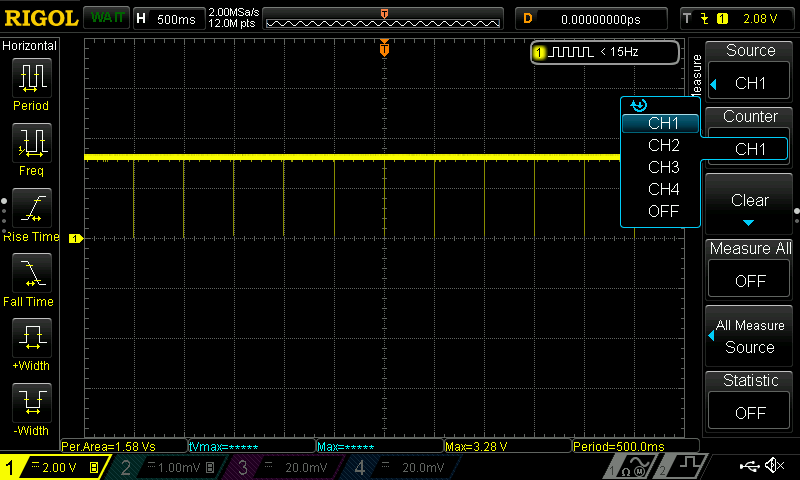 RIGOL WAIT H 500ms 2.00MSa/s D 0.00000000ps T 1 2.08 V
12.0M pts
Horizontal
T
1 < 15Hz
Period
Freq
Rise Time
Fall Time
+Width
-Width
1
Measure
CH1
CH2
CH3
CH4
OFF
Source
CH1
Counter
CH1
Clear
Measure All
OFF
All Measure
Source
Statistic
OFF
Per.Area=1.58 Vs tVmax=***** Max=***** Max=3.28 V Period=500.0ms
1 2.00 V B 2 1.00mV B 3 20.0mV 4 20.0mV 1 Ω M 2